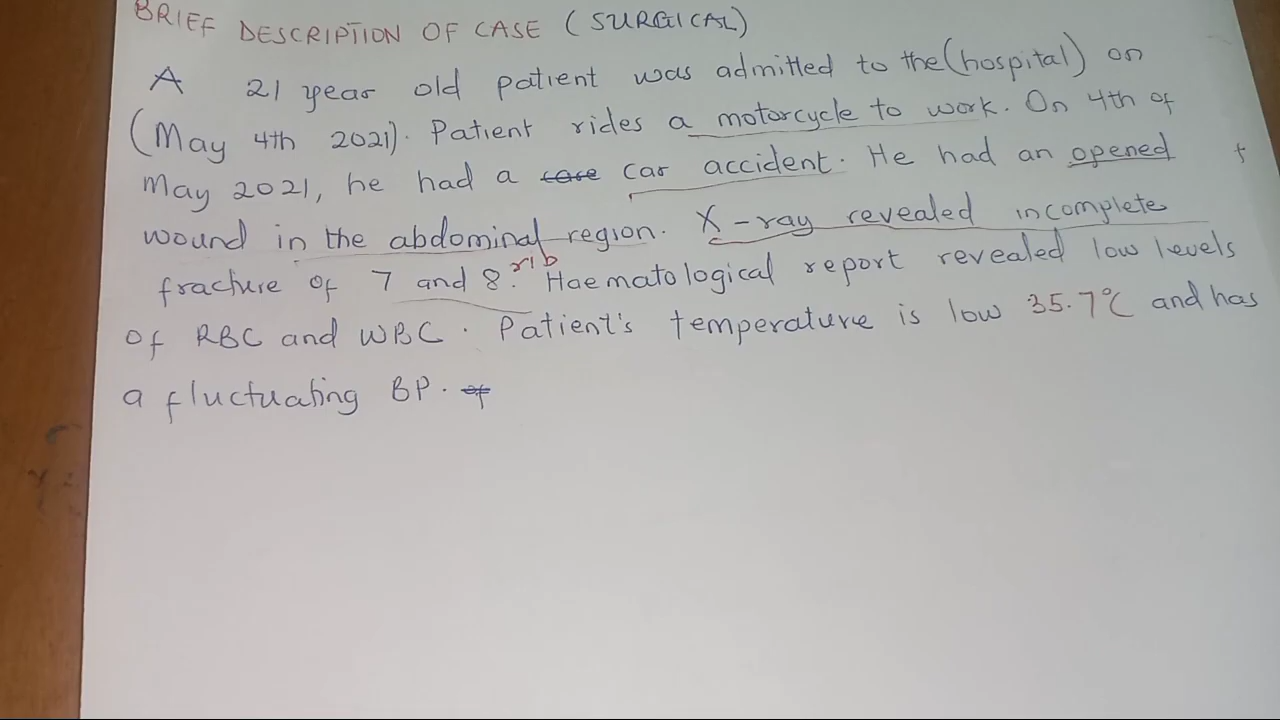 BRIEF DESCRIPTION OF CASE (SURGICAL)
A 21 year old patient was admitted to the (hospital) on
(May 4th 2021). Patient rides a motorcycle to work. On 4th of
May 2021, he had a case car accident. He had an opened
wound in the abdominal region. X-ray revealed incomplete
fracture of 7 and 8. rib Haematological report revealed low levels
of RBC and WBC. Patient's temperature is low 35.7°C and has
a fluctuating BP. of